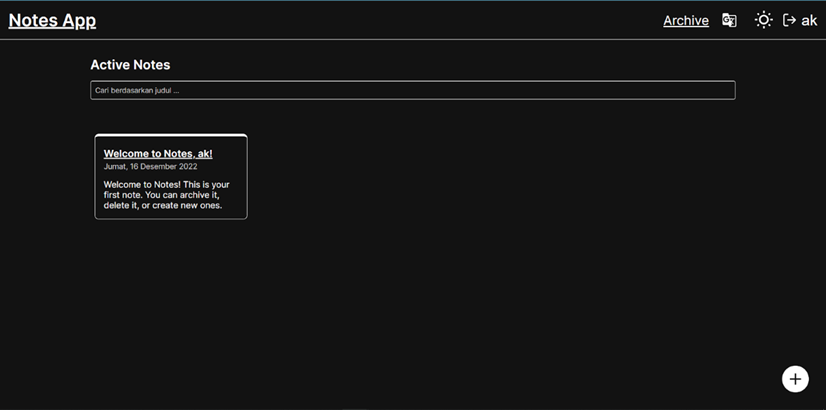 Notes App
Archive
ak
Active Notes
Cari berdasarkan judul ...
Welcome to Notes, ak!
Jumat, 16 Desember 2022
Welcome to Notes! This is your
first note. You can archive it,
delete it, or create new ones.